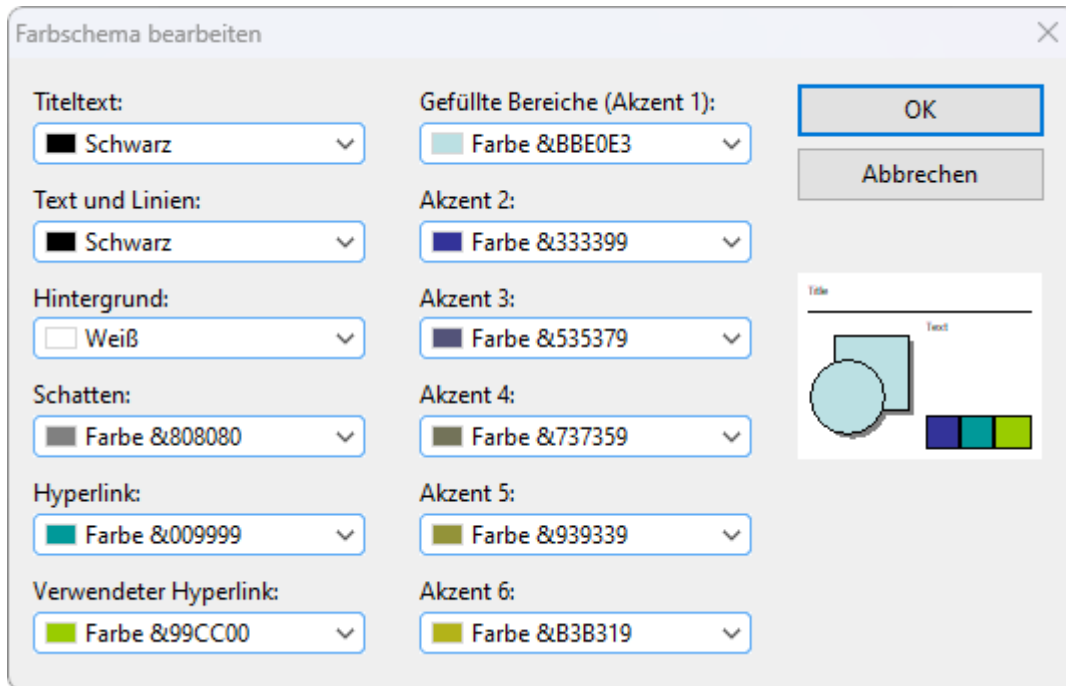 Farbschema bearbeiten
Titeltext:
Schwarz
Text und Linien:
Schwarz
Hintergrund:
Weiß
Schatten:
Farbe &808080
Hyperlink:
Farbe &009999
Verwendeter Hyperlink:
Farbe &99CC00
Gefüllte Bereiche (Akzent 1):
Farbe &BBE0E3
Akzent 2:
Farbe &333399
Akzent 3:
Farbe &535379
Akzent 4:
Farbe &737359
Akzent 5:
Farbe &939339
Akzent 6:
Farbe &B3B319
OK
Abbrechen
Title
Text